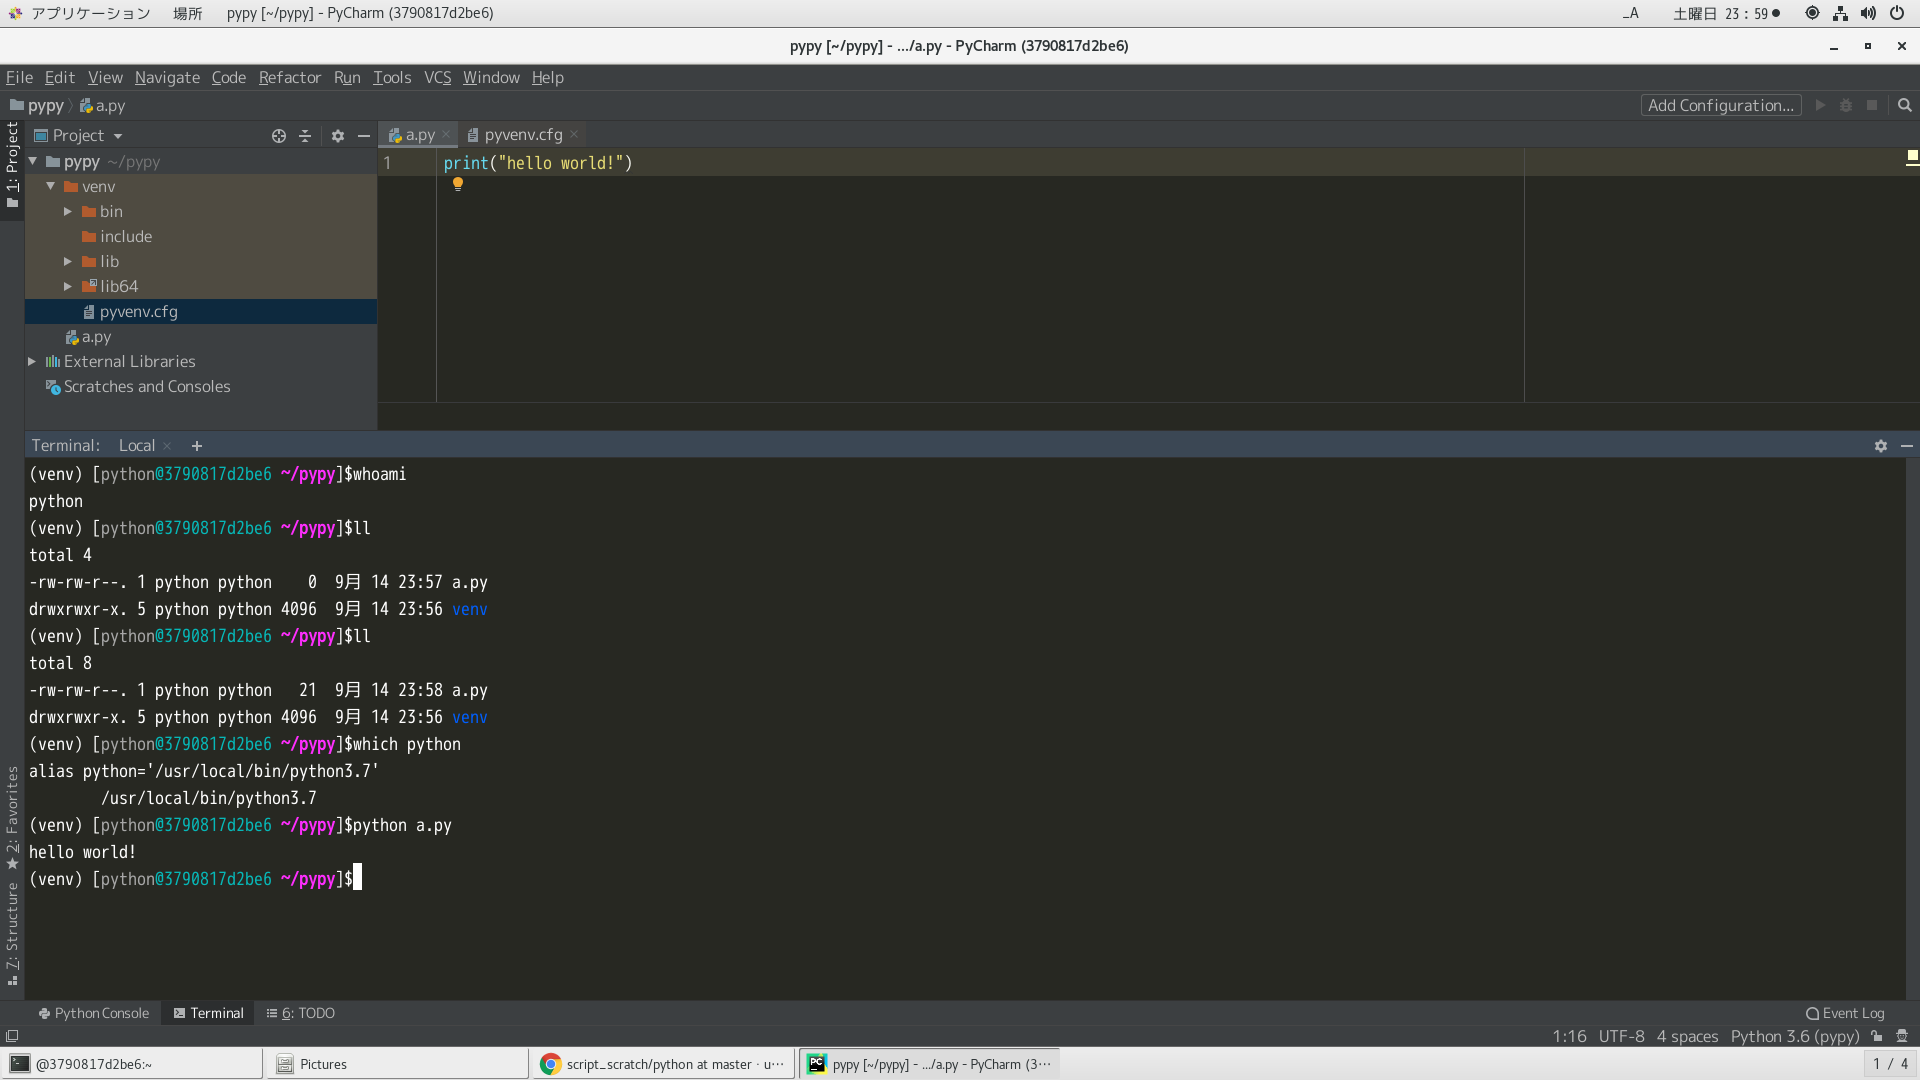 アプリケーション 場所 pypy [~/pypy] - PyCharm (3790817d2be6) _A 土曜日 23：59
pypy [~/pypy] - .../a.py - PyCharm (3790817d2be6)
File Edit View Navigate Code Refactor Run Tools VCS Window Help
pypy a.py Add Configuration...
Project a.py pyvenv.cfg
1: Project
pypy ~/pypy
venv
bin
include
lib
lib64
pyvenv.cfg
a.py
External Libraries
Scratches and Consoles
1 print("hello world!")
Terminal: Local +
(venv) [python@3790817d2be6 ~/pypy]$whoami
python
(venv) [python@3790817d2be6 ~/pypy]$ll
total 4
-rw-rw-r--. 1 python python    0  9月 14 23:57 a.py
drwxrwxr-x. 5 python python 4096  9月 14 23:56 venv
(venv) [python@3790817d2be6 ~/pypy]$ll
total 8
-rw-rw-r--. 1 python python   21  9月 14 23:58 a.py
drwxrwxr-x. 5 python python 4096  9月 14 23:56 venv
(venv) [python@3790817d2be6 ~/pypy]$which python
alias python='/usr/local/bin/python3.7'
        /usr/local/bin/python3.7
(venv) [python@3790817d2be6 ~/pypy]$python a.py
hello world!
(venv) [python@3790817d2be6 ~/pypy]$
2: Favorites
7: Structure
Python Console Terminal 6: TODO Event Log
1:16 UTF-8 4 spaces Python 3.6 (pypy)
@3790817d2be6:~ Pictures script_scratch/python at master · u… PC pypy [~/pypy] - .../a.py - PyCharm (3… 1 / 4